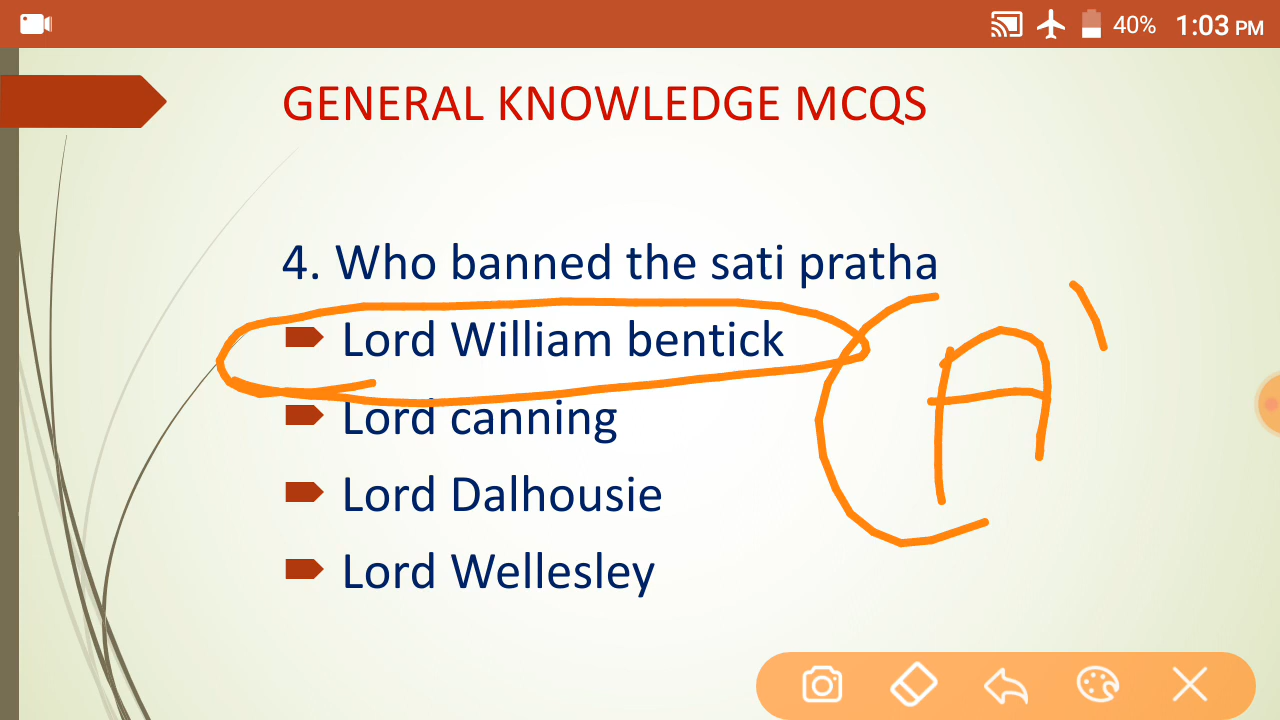 40% 1:03 PM
GENERAL KNOWLEDGE MCQS
4. Who banned the sati pratha
Lord William bentick
(A)
Lord canning
Lord Dalhousie
Lord Wellesley